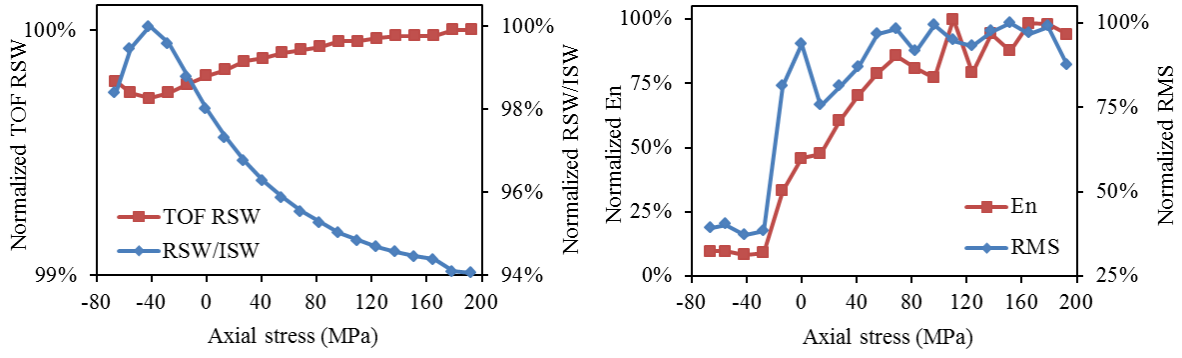 100%
99%
Normalized TOF RSW
100%
98%
96%
94%
Normalized RSW/ISW
TOF RSW
RSW/ISW
-80 -40 0 40 80 120 160 200
Axial stress (MPa)
100%
75%
50%
25%
0%
Normalized En
100%
75%
50%
25%
Normalized RMS
En
RMS
-80 -40 0 40 80 120 160 200
Axial stress (MPa)